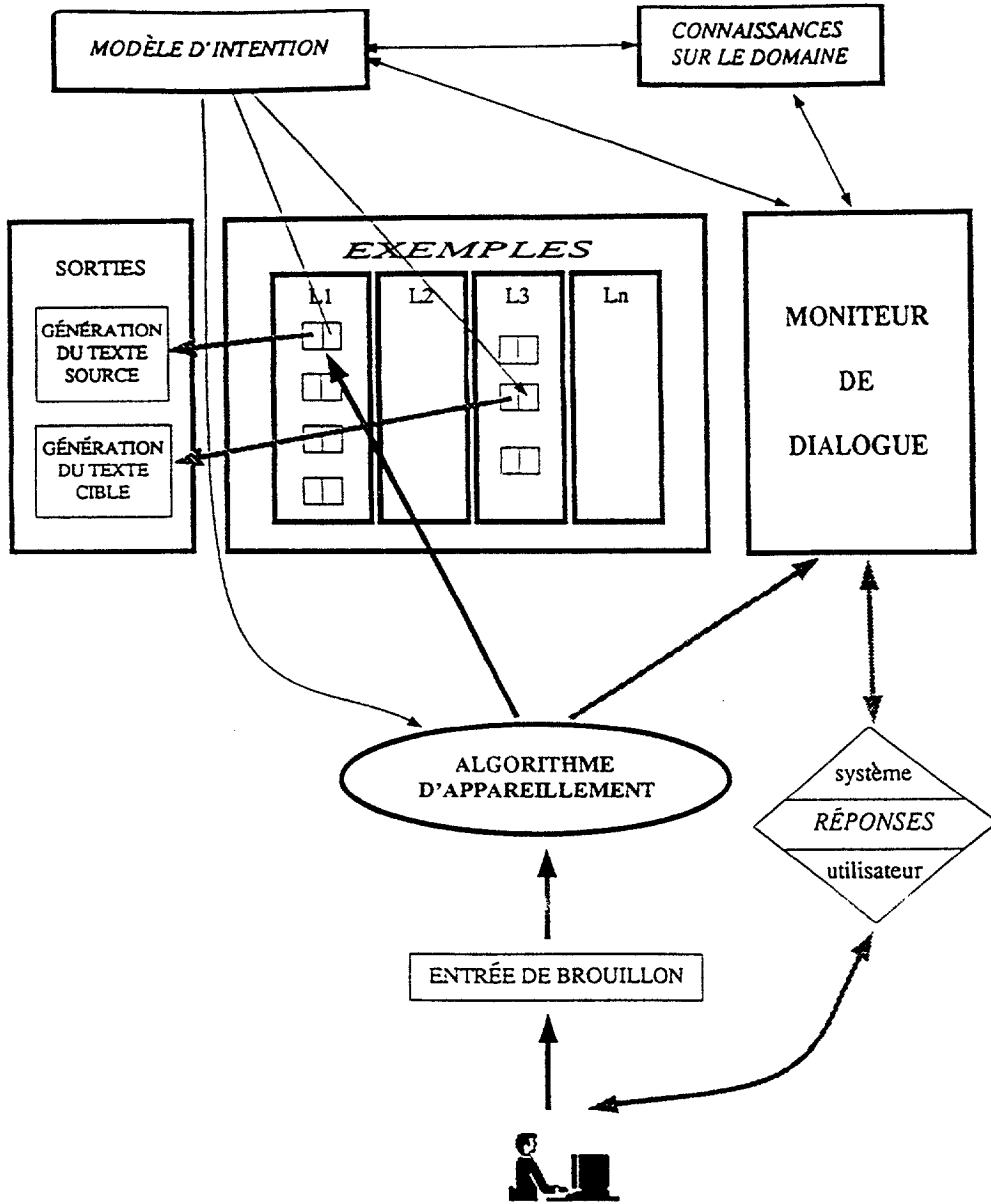 MODÈLE D'INTENTION
CONNAISSANCES
SUR LE DOMAINE
SORTIES
GÉNÉRATION
DU TEXTE
SOURCE
GÉNÉRATION
DU TEXTE
CIBLE
EXEMPLES
L1
L2
L3
Ln
MONITEUR
DE
DIALOGUE
ALGORITHME
D'APPAREILLEMENT
système
RÉPONSES
utilisateur
ENTRÉE DE BROUILLON